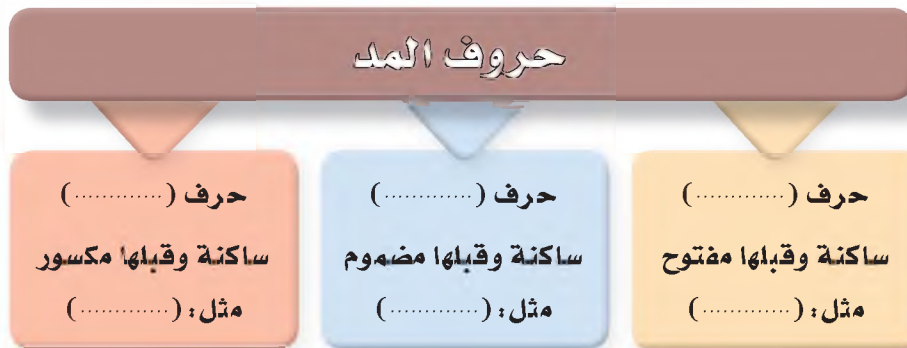 حروف المد
حرف (............)
ساكنة وقبلها مفتوح
مثل: (............)
حرف (............)
ساكنة وقبلها مضموم
مثل: (............)
حرف (............)
ساكنة وقبلها مكسور
مثل: (............)